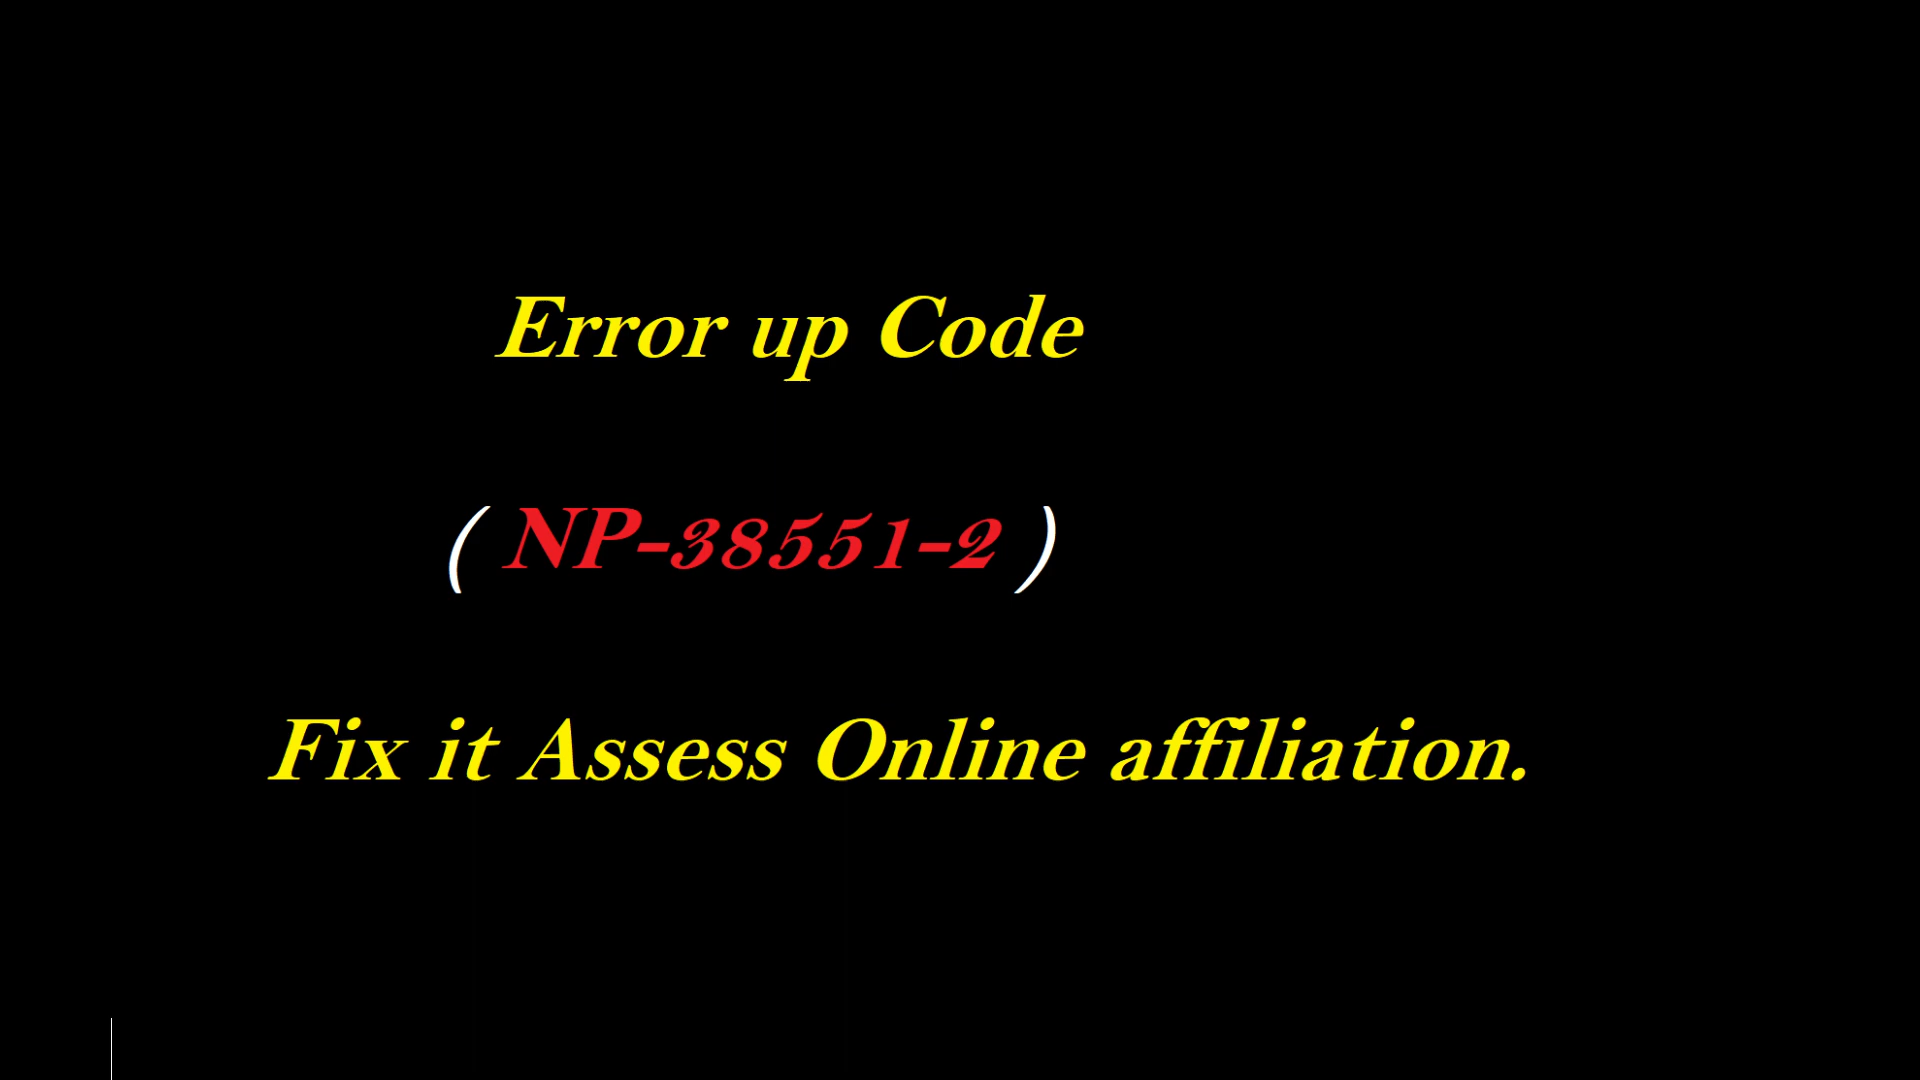 Error up Code
( NP-38551-2 )
Fix it Assess Online affiliation.